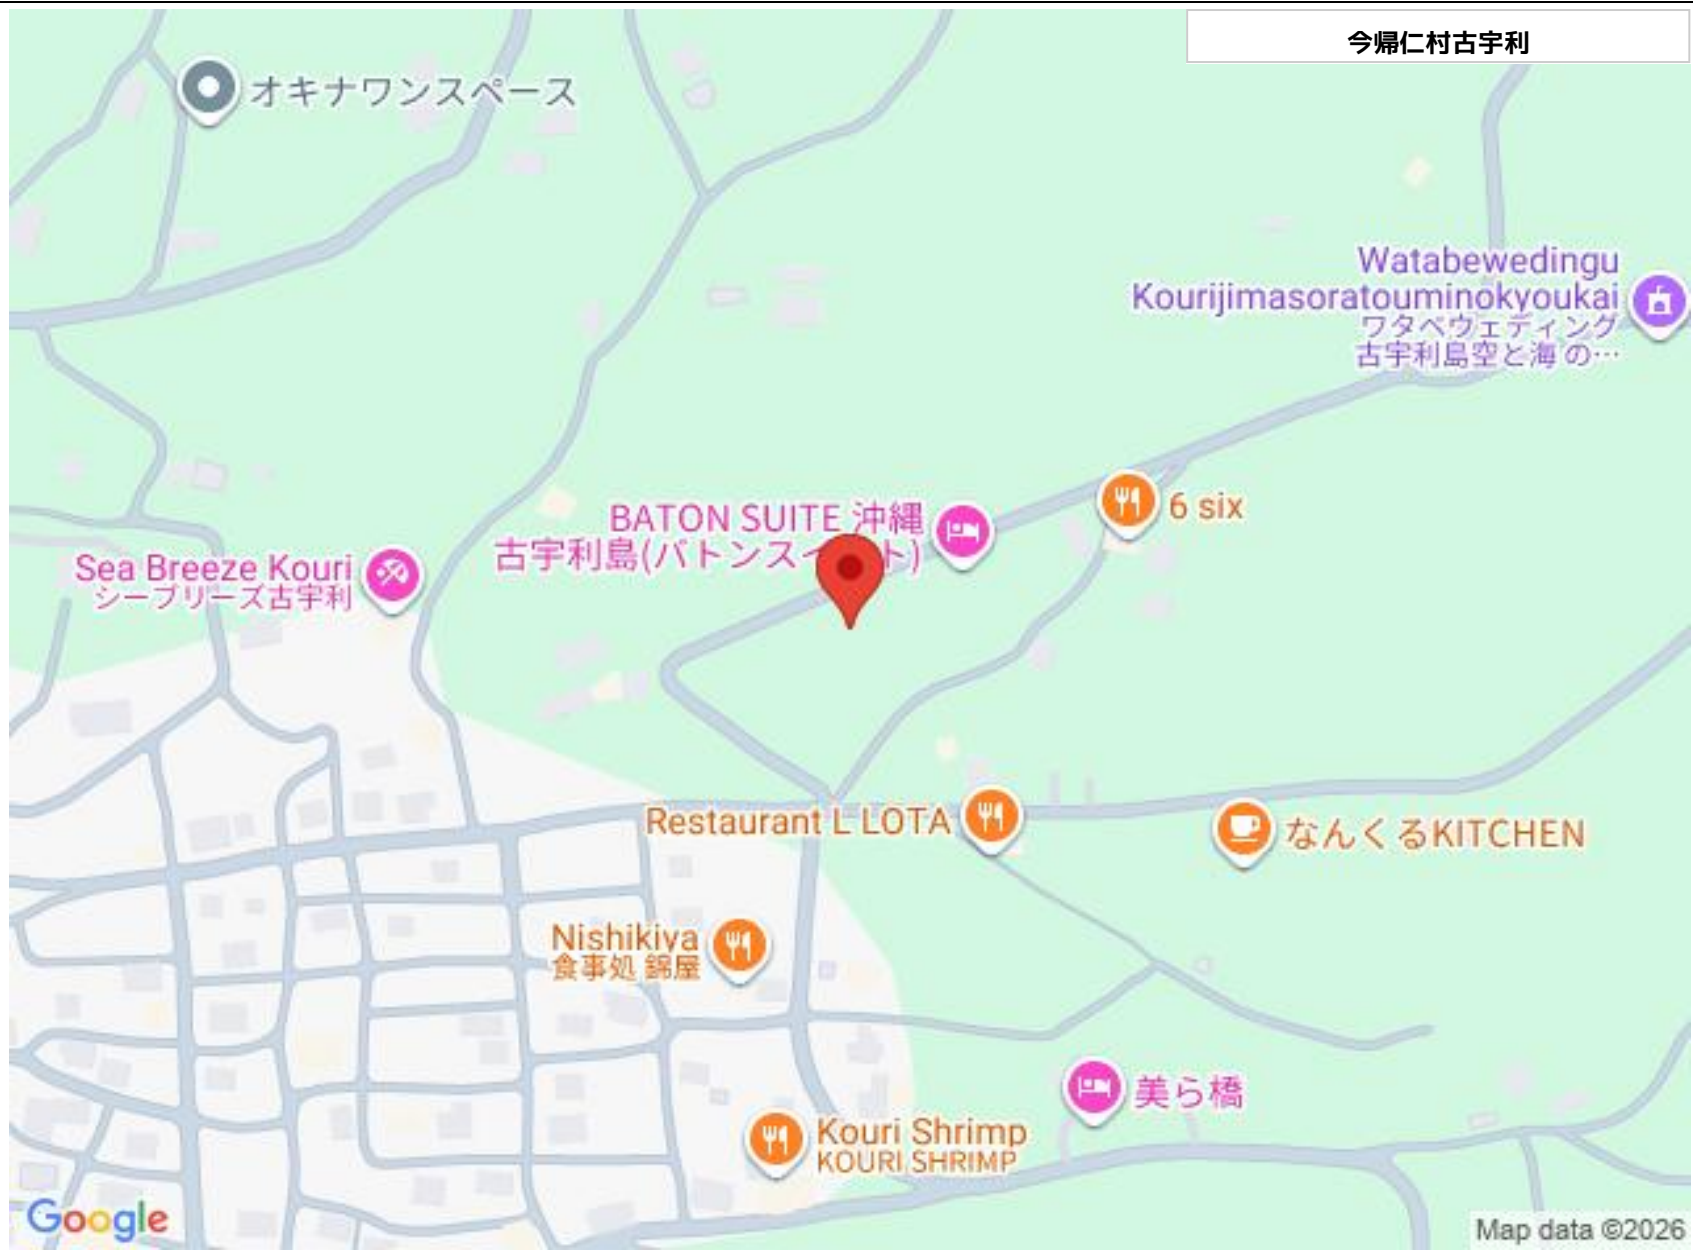 今帰仁村古宇利
オキナワンスペース
Watabewedingu
Kourijimasoratouminokyoukai
ワタベウェディング
古宇利島空と海 の…
BATON SUITE 沖縄
古宇利島(バトンスイート)
6 six
Sea Breeze Kouri
シーブリーズ古宇利
Restaurant L LOTA
なんくるKITCHEN
Nishikiya
食事処 錦屋
美ら橋
Kouri Shrimp
KOURI SHRIMP
Google
Map data ©2026